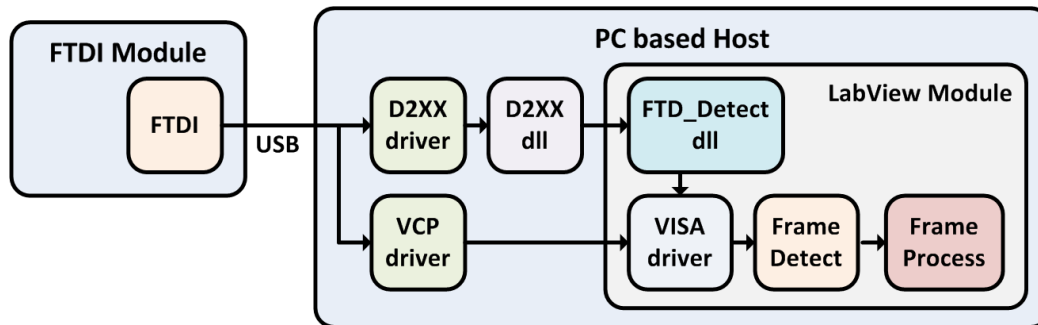 FTDI Module
FTDI
USB
PC based Host
D2XX
driver
D2XX
dll
LabView Module
FTD_Detect
dll
VCP
driver
VISA
driver
Frame
Detect
Frame
Process